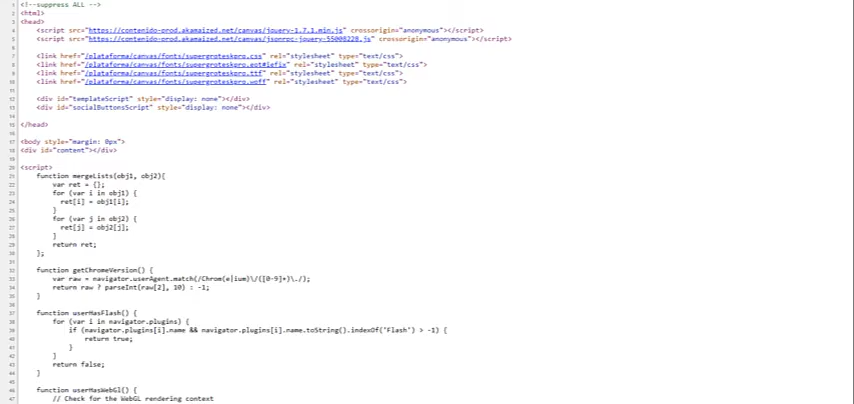 1 <!--suppress ALL -->
2 <html>
3 <head>
4 <script src="https://contenido-prod.akamaized.net/canvas/jquery-1.7.1.min.js" crossorigin="anonymous"></script>
5 <script src="https://contenido-prod.akamaized.net/canvas/jsonrpc-jquery-55008220.js" crossorigin="anonymous"></script>
6
7 <link href="/plataforma/canvas/fonts/supergroteskpro.css" rel="stylesheet" type="text/css">
8 <link href="/plataforma/canvas/fonts/supergroteskpro.eot#iefix" rel="stylesheet" type="text/css">
9 <link href="/plataforma/canvas/fonts/supergroteskpro.ttf" rel="stylesheet" type="text/css">
10 <link href="/plataforma/canvas/fonts/supergroteskpro.woff" rel="stylesheet" type="text/css">
11
12 <div id="templateScript" style="display: none"></div>
13 <div id="socialButtonsScript" style="display: none"></div>
14
15 </head>
16
17 <body style="margin: 0px">
18 <div id="content"></div>
19
20 <script>
21 function mergeLists(obj1, obj2){
22 var ret = {};
23 for (var i in obj1) {
24 ret[i] = obj1[i];
25 }
26 for (var j in obj2) {
27 ret[j] = obj2[j];
28 }
29 return ret;
30 };
31
32 function getChromeVersion() {
33 var raw = navigator.userAgent.match(/Chrom(e|ium)\/([0-9]+)\./);
34 return raw ? parseInt(raw[2], 10) : -1;
35 }
36
37 function userHasFlash() {
38 for (var i in navigator.plugins) {
39 if (navigator.plugins[i].name && navigator.plugins[i].name.toString().indexOf('Flash') > -1) {
40 return true;
41 }
42 }
43 return false;
44 }
45
46 function userHasWebGl() {
47 // Check for the WebGL rendering context